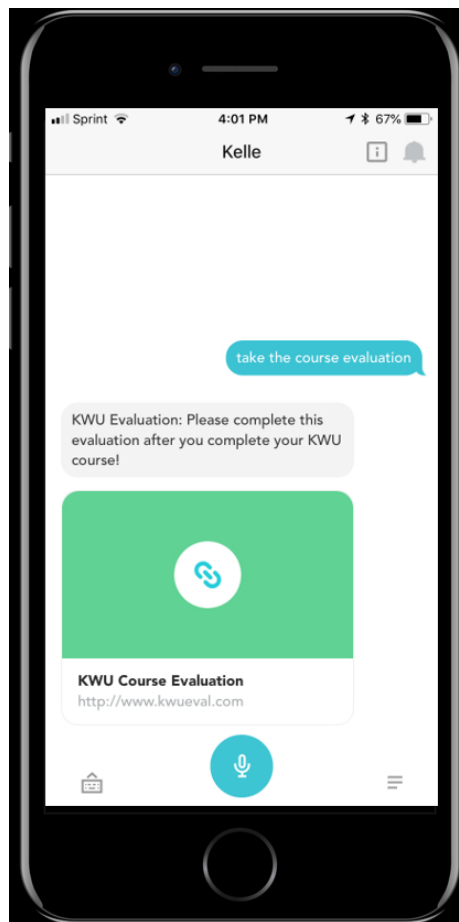 Sprint 4:01 PM 67%
Kelle
take the course evaluation
KWU Evaluation: Please complete this
evaluation after you complete your KWU
course!
KWU Course Evaluation
http://www.kwueval.com